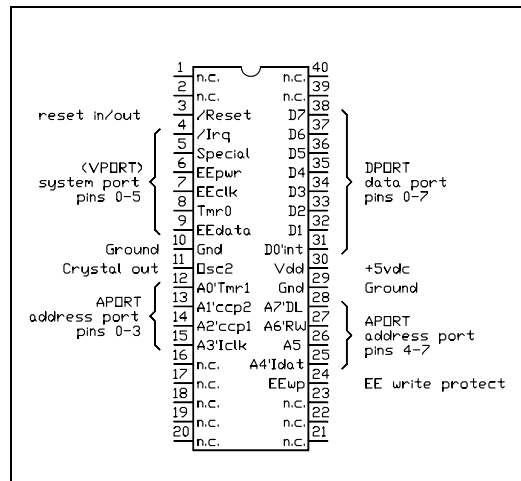 1 n.c. n.c. 40
2 n.c. n.c. 39
reset in/out 3 /Reset D7 38
4 /Irq D6 37
5 Special D5 36
(VPORT)
system port
pins 0-5
6 EEpwr D4 35
7 EEclk D3 34
8 Tmr0 D2 33
9 EEdata D1 32
DPORT
data port
pins 0-7
Ground 10 Gnd D0'int 31
Crystal out 11 Osc2 Vdd 30 +5vdc
12 A0'Tmr1 Gnd 29 Ground
13 A1'ccp2 A7'DL 28
APORT
address port
pins 0-3
14 A2'ccp1 A6'RW 27
15 A3'Iclk A5 26
APORT
address port
pins 4-7
16 n.c. A4'Idat 25
17 n.c. EEwp 24 EE write protect
18 n.c. n.c. 23
19 n.c. n.c. 22
20 n.c. n.c. 21